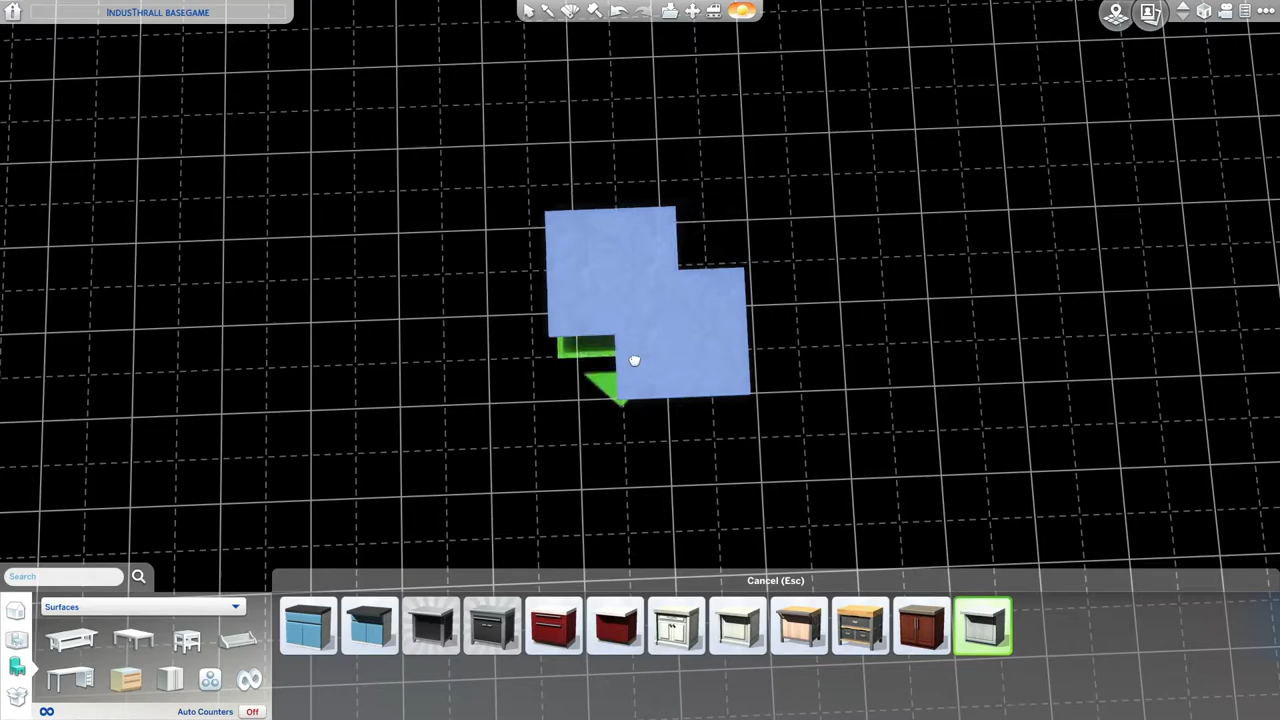 INDUSTHRALL BASEGAME
Cancel (Esc)
Search
Surfaces
Auto Counters Off